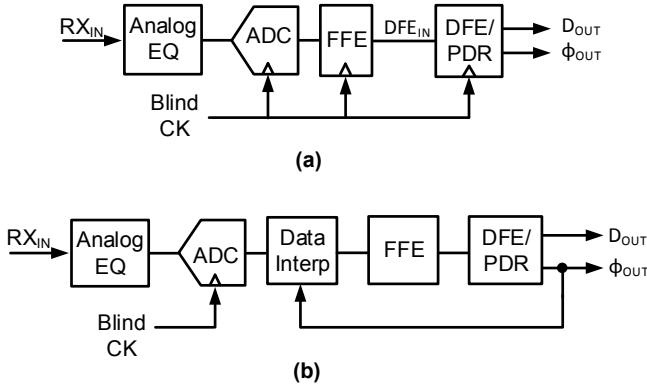 RX_IN
Analog
EQ
ADC
FFE
DFE_IN
DFE/
PDR
D_OUT
ϕ_OUT
Blind
CK
(a)
RX_IN
Analog
EQ
ADC
Data
Interp
FFE
DFE/
PDR
D_OUT
ϕ_OUT
Blind
CK
(b)